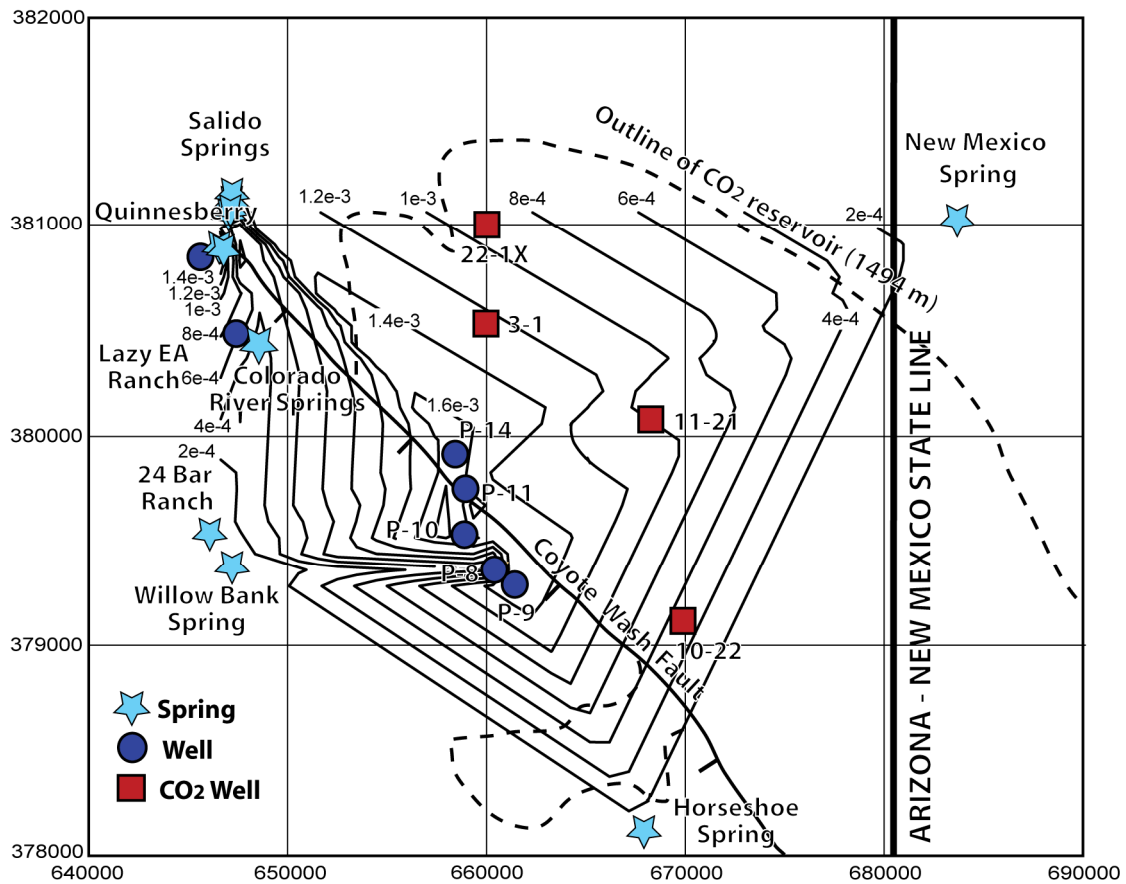 382000
Salido
Springs
Outline of CO2 reservoir (1494 m)
New Mexico
Spring
1.2e-3
1e-3
8e-4
6e-4
2e-4
Quinnesberry
381000
22-1X
1.4e-3
1.2e-3
1e-3
8e-4
6e-4
4e-4
2e-4
1.4e-3
3-1
4e-4
Lazy EA
Ranch
Colorado
River Springs
1.6e-3
P-14
11-21
380000
24 Bar
Ranch
P-11
P-10
P-8
P-9
Coyote Wash Fault
Willow Bank
Spring
10-22
379000
ARIZONA - NEW MEXICO STATE LINE
Spring
Well
CO2 Well
Horseshoe
Spring
378000
640000
650000
660000
670000
680000
690000